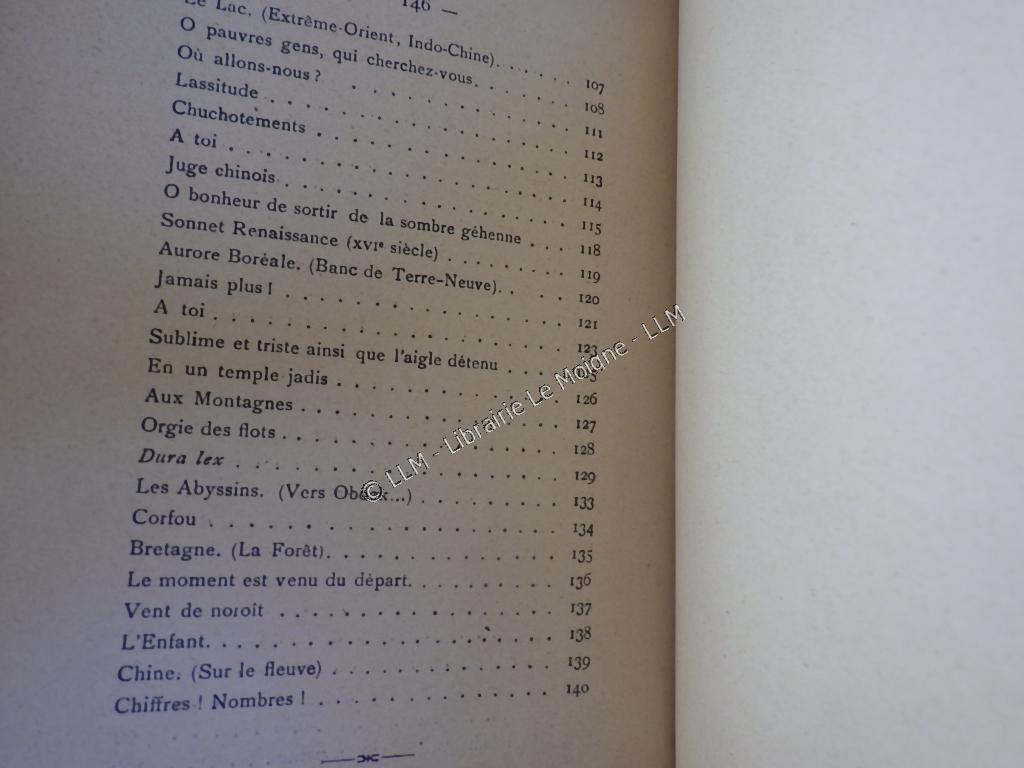 146 —
Le Lac. (Extrême-Orient, Indo-Chine). . . . . . 107
O pauvres gens, qui cherchez-vous. . . . . . . 108
Où allons-nous ? . . . . . . . . . . . . 111
Lassitude . . . . . . . . . . . . . . . 112
Chuchotements . . . . . . . . . . . . . 113
A toi . . . . . . . . . . . . . . . . 114
Juge chinois. . . . . . . . . . . . . . 115
O bonheur de sortir de la sombre géhenne . . . 118
Sonnet Renaissance (XVIe siècle) . . . . . . . 119
Aurore Boréale. (Banc de Terre-Neuve). . . . 120
Jamais plus ! . . . . . . . . . . . . . 121
A toi . . . . . . . . . . . . . . . . 123
Sublime et triste ainsi que l'aigle détenu . . . . 125
En un temple jadis . . . . . . . . . . . 126
Aux Montagnes . . . . . . . . . . . . . 127
Orgie des flots . . . . . . . . . . . . . 128
Dura lex . . . . . . . . . . . . . . . 129
Les Abyssins. (Vers . . . . . . . . 133
Corfou . . . . . . . . . . . . . . . . 134
Bretagne. (La Forêt). . . . . . . . . . . 135
Le moment est venu du départ. . . . . . . . 136
Vent de noroît . . . . . . . . . . . . . 137
L'Enfant. . . . . . . . . . . . . . . . 138
Chine. (Sur le fleuve) . . . . . . . . . . 139
Chiffres ! Nombres ! . . . . . . . . . . . 140
© LLM - Librairie Le Moigne - LLM